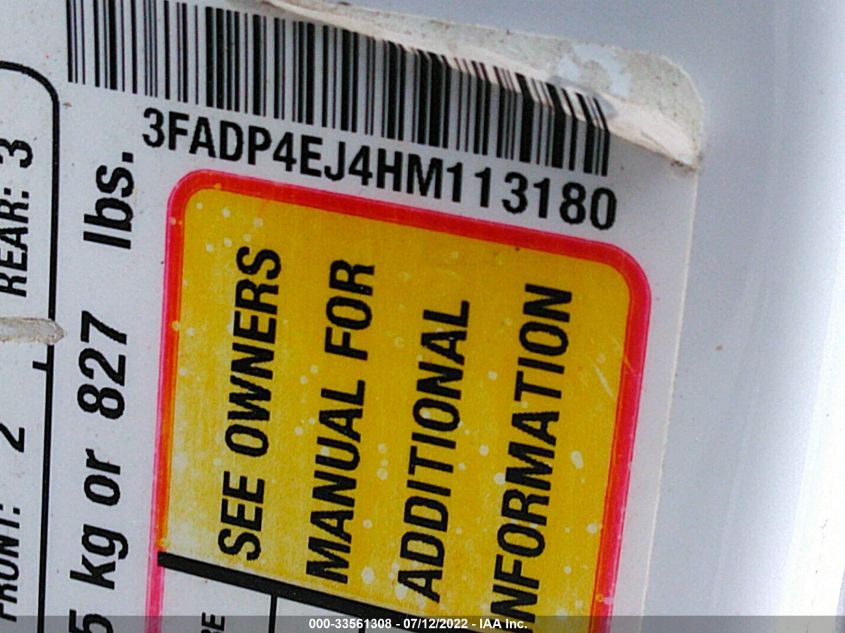 3FADP4EJ4HM113180
SEE OWNERS
MANUAL FOR
ADDITIONAL
INFORMATION
REAR: 3
FRONT: 2
5 kg or 827 lbs.
000-33561308 - 07/12/2022 - IAA Inc.